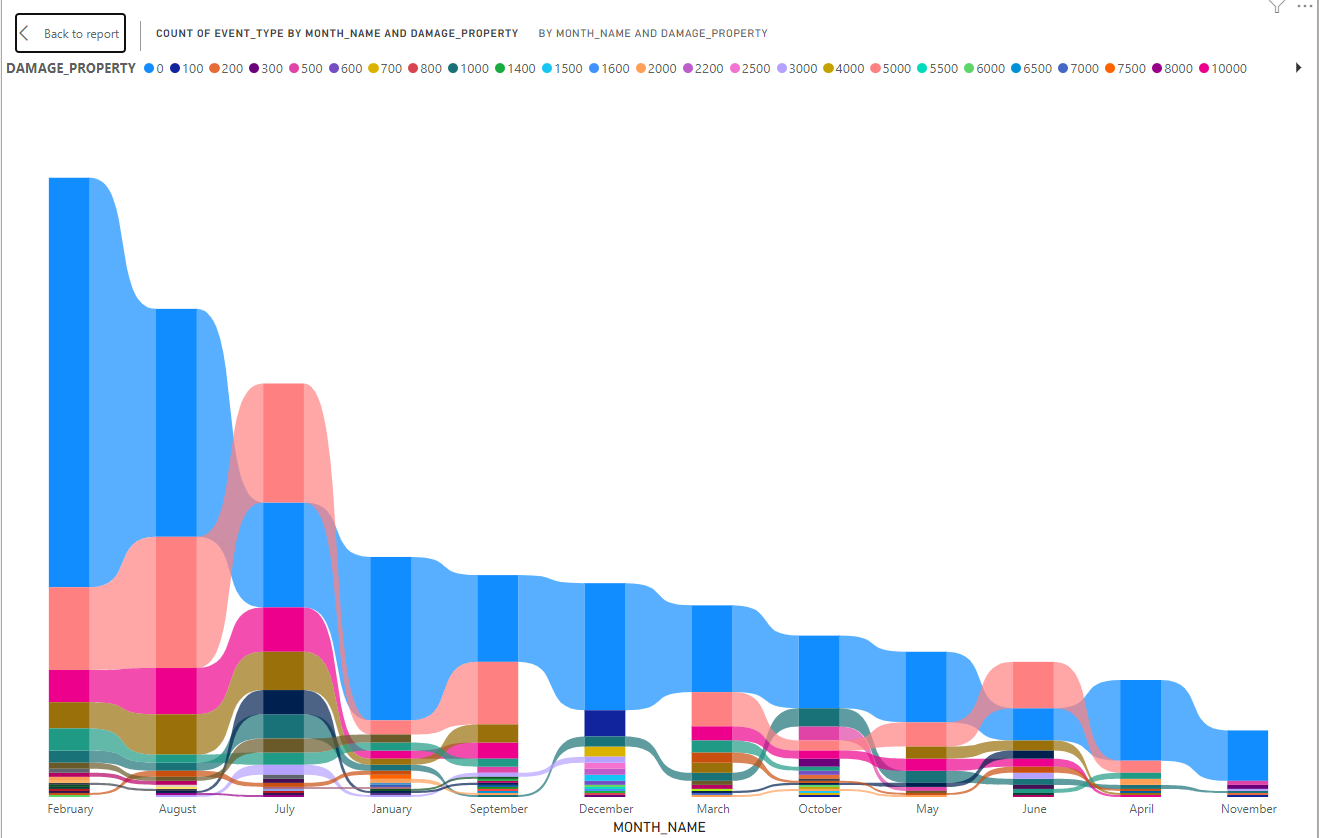 Back to report
COUNT OF EVENT_TYPE BY MONTH_NAME AND DAMAGE_PROPERTY BY MONTH_NAME AND DAMAGE_PROPERTY
DAMAGE_PROPERTY 0 100 200 300 500 600 700 800 1000 1400 1500 1600 2000 2200 2500 3000 4000 5000 5500 6000 6500 7000 7500 8000 10000
February August July January September December March October May June April November
MONTH_NAME